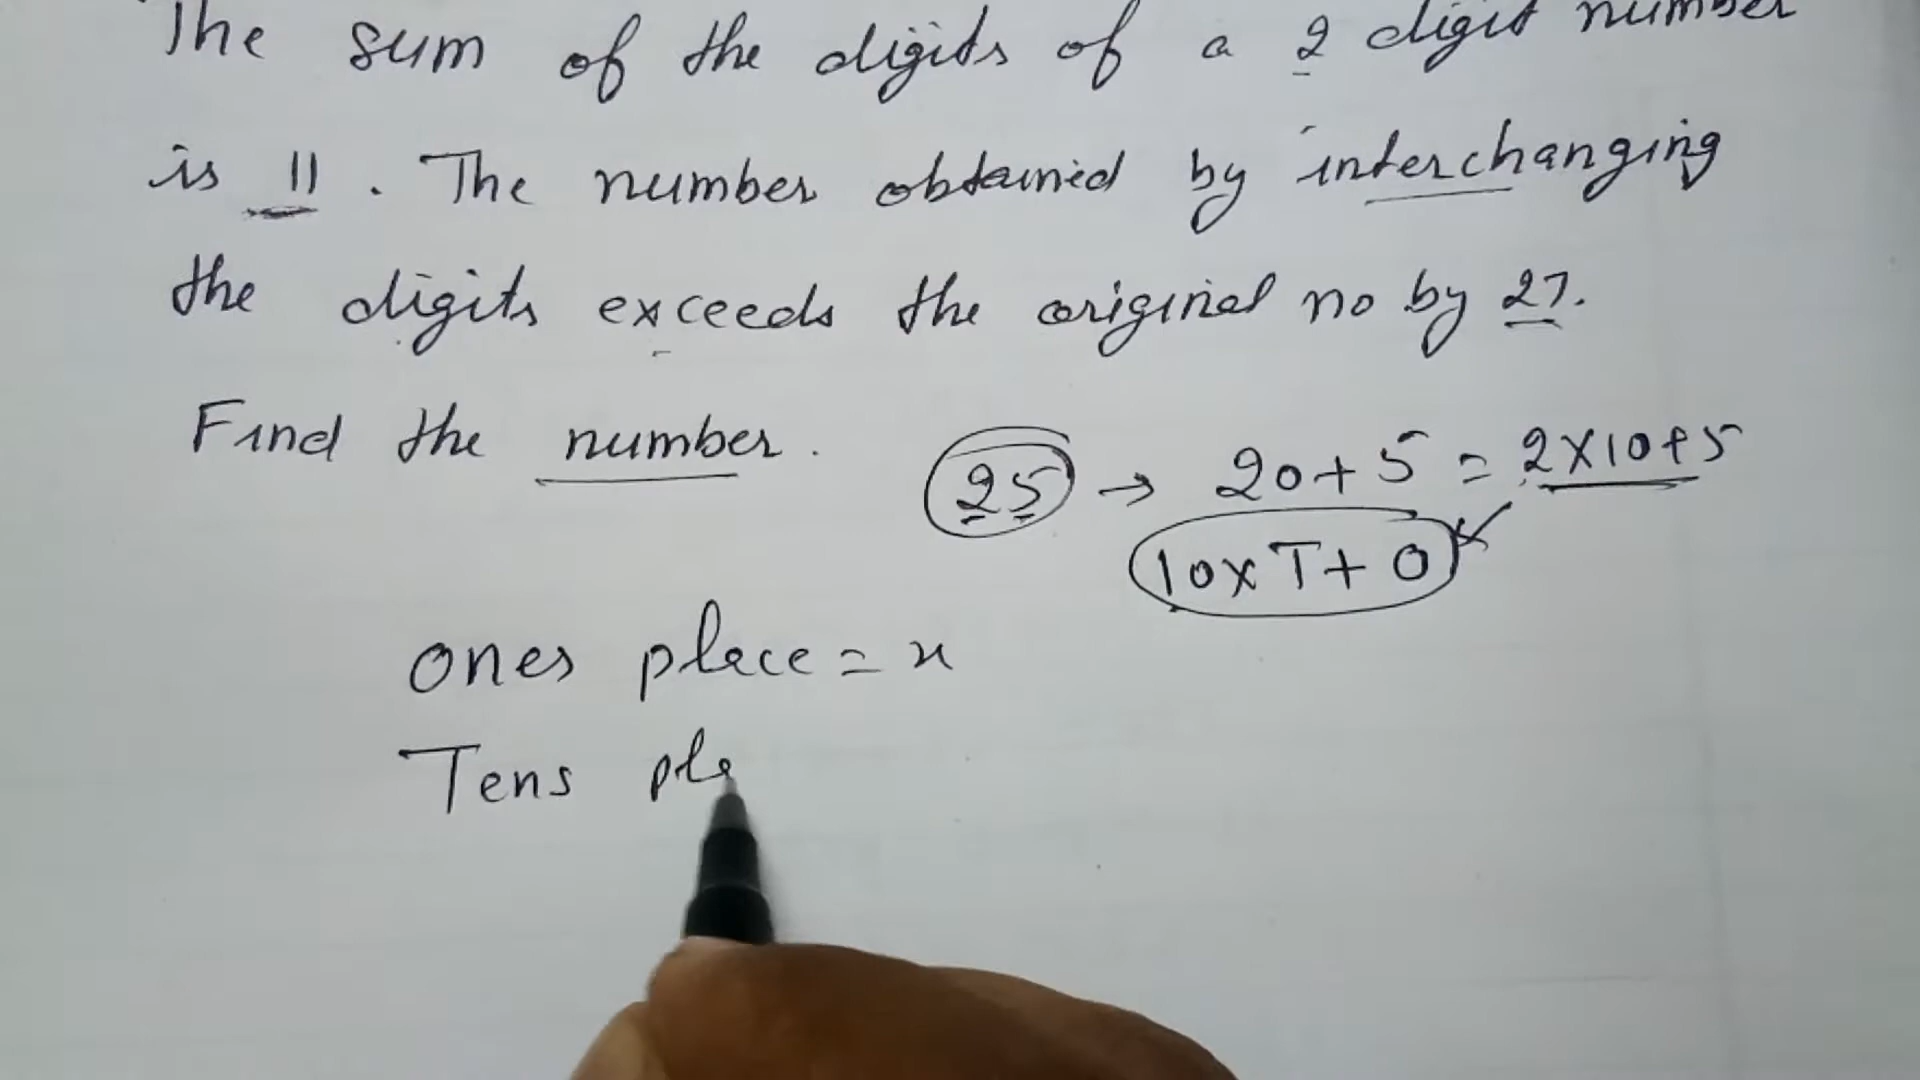 The sum of the digits of a 2 digit number
is 11. The number obtained by interchanging
the digits exceeds the original no by 27.
Find the number.
25 → 20+5 = 2×10+5
10×T+O
Ones place = x
Tens pla